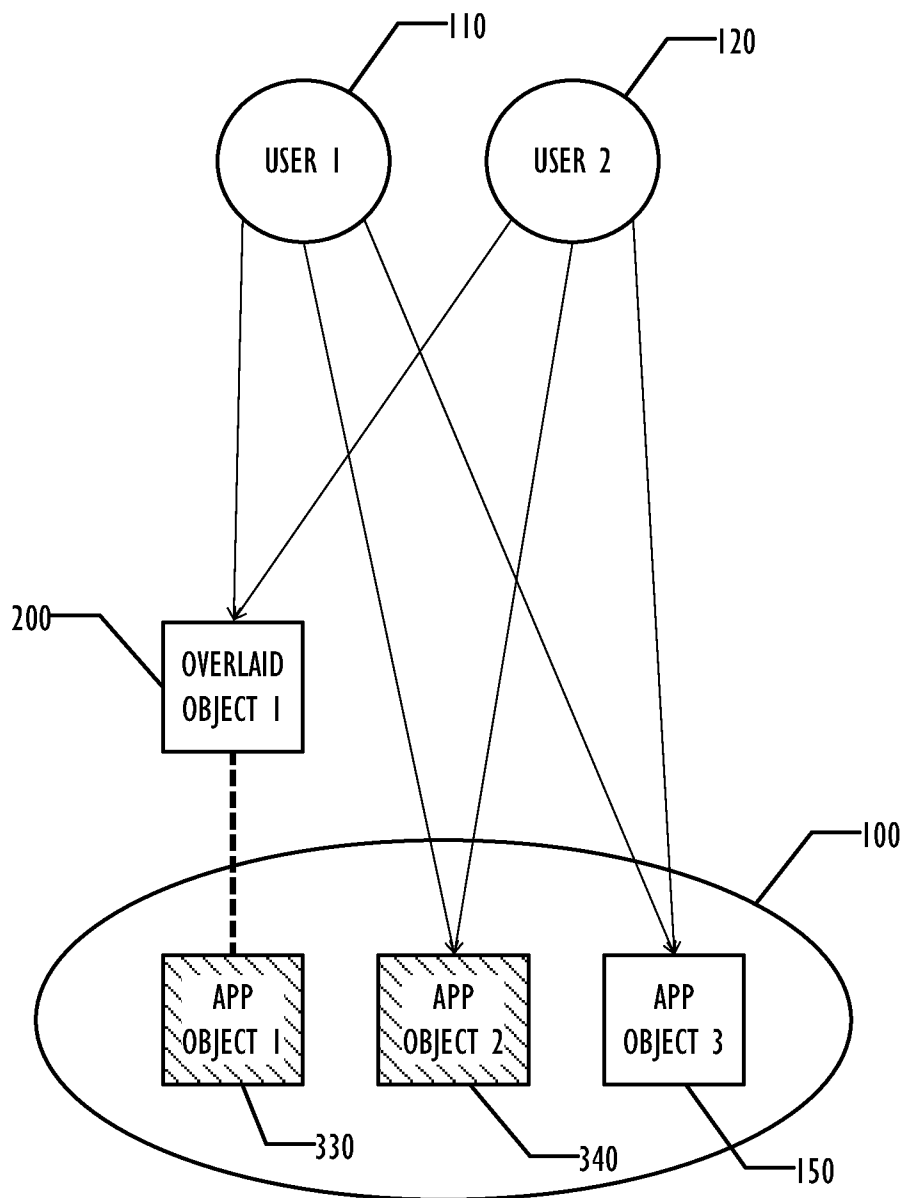 110
120
USER 1
USER 2
200
OVERLAID
OBJECT 1
100
APP
OBJECT 1
APP
OBJECT 2
APP
OBJECT 3
330
340
150